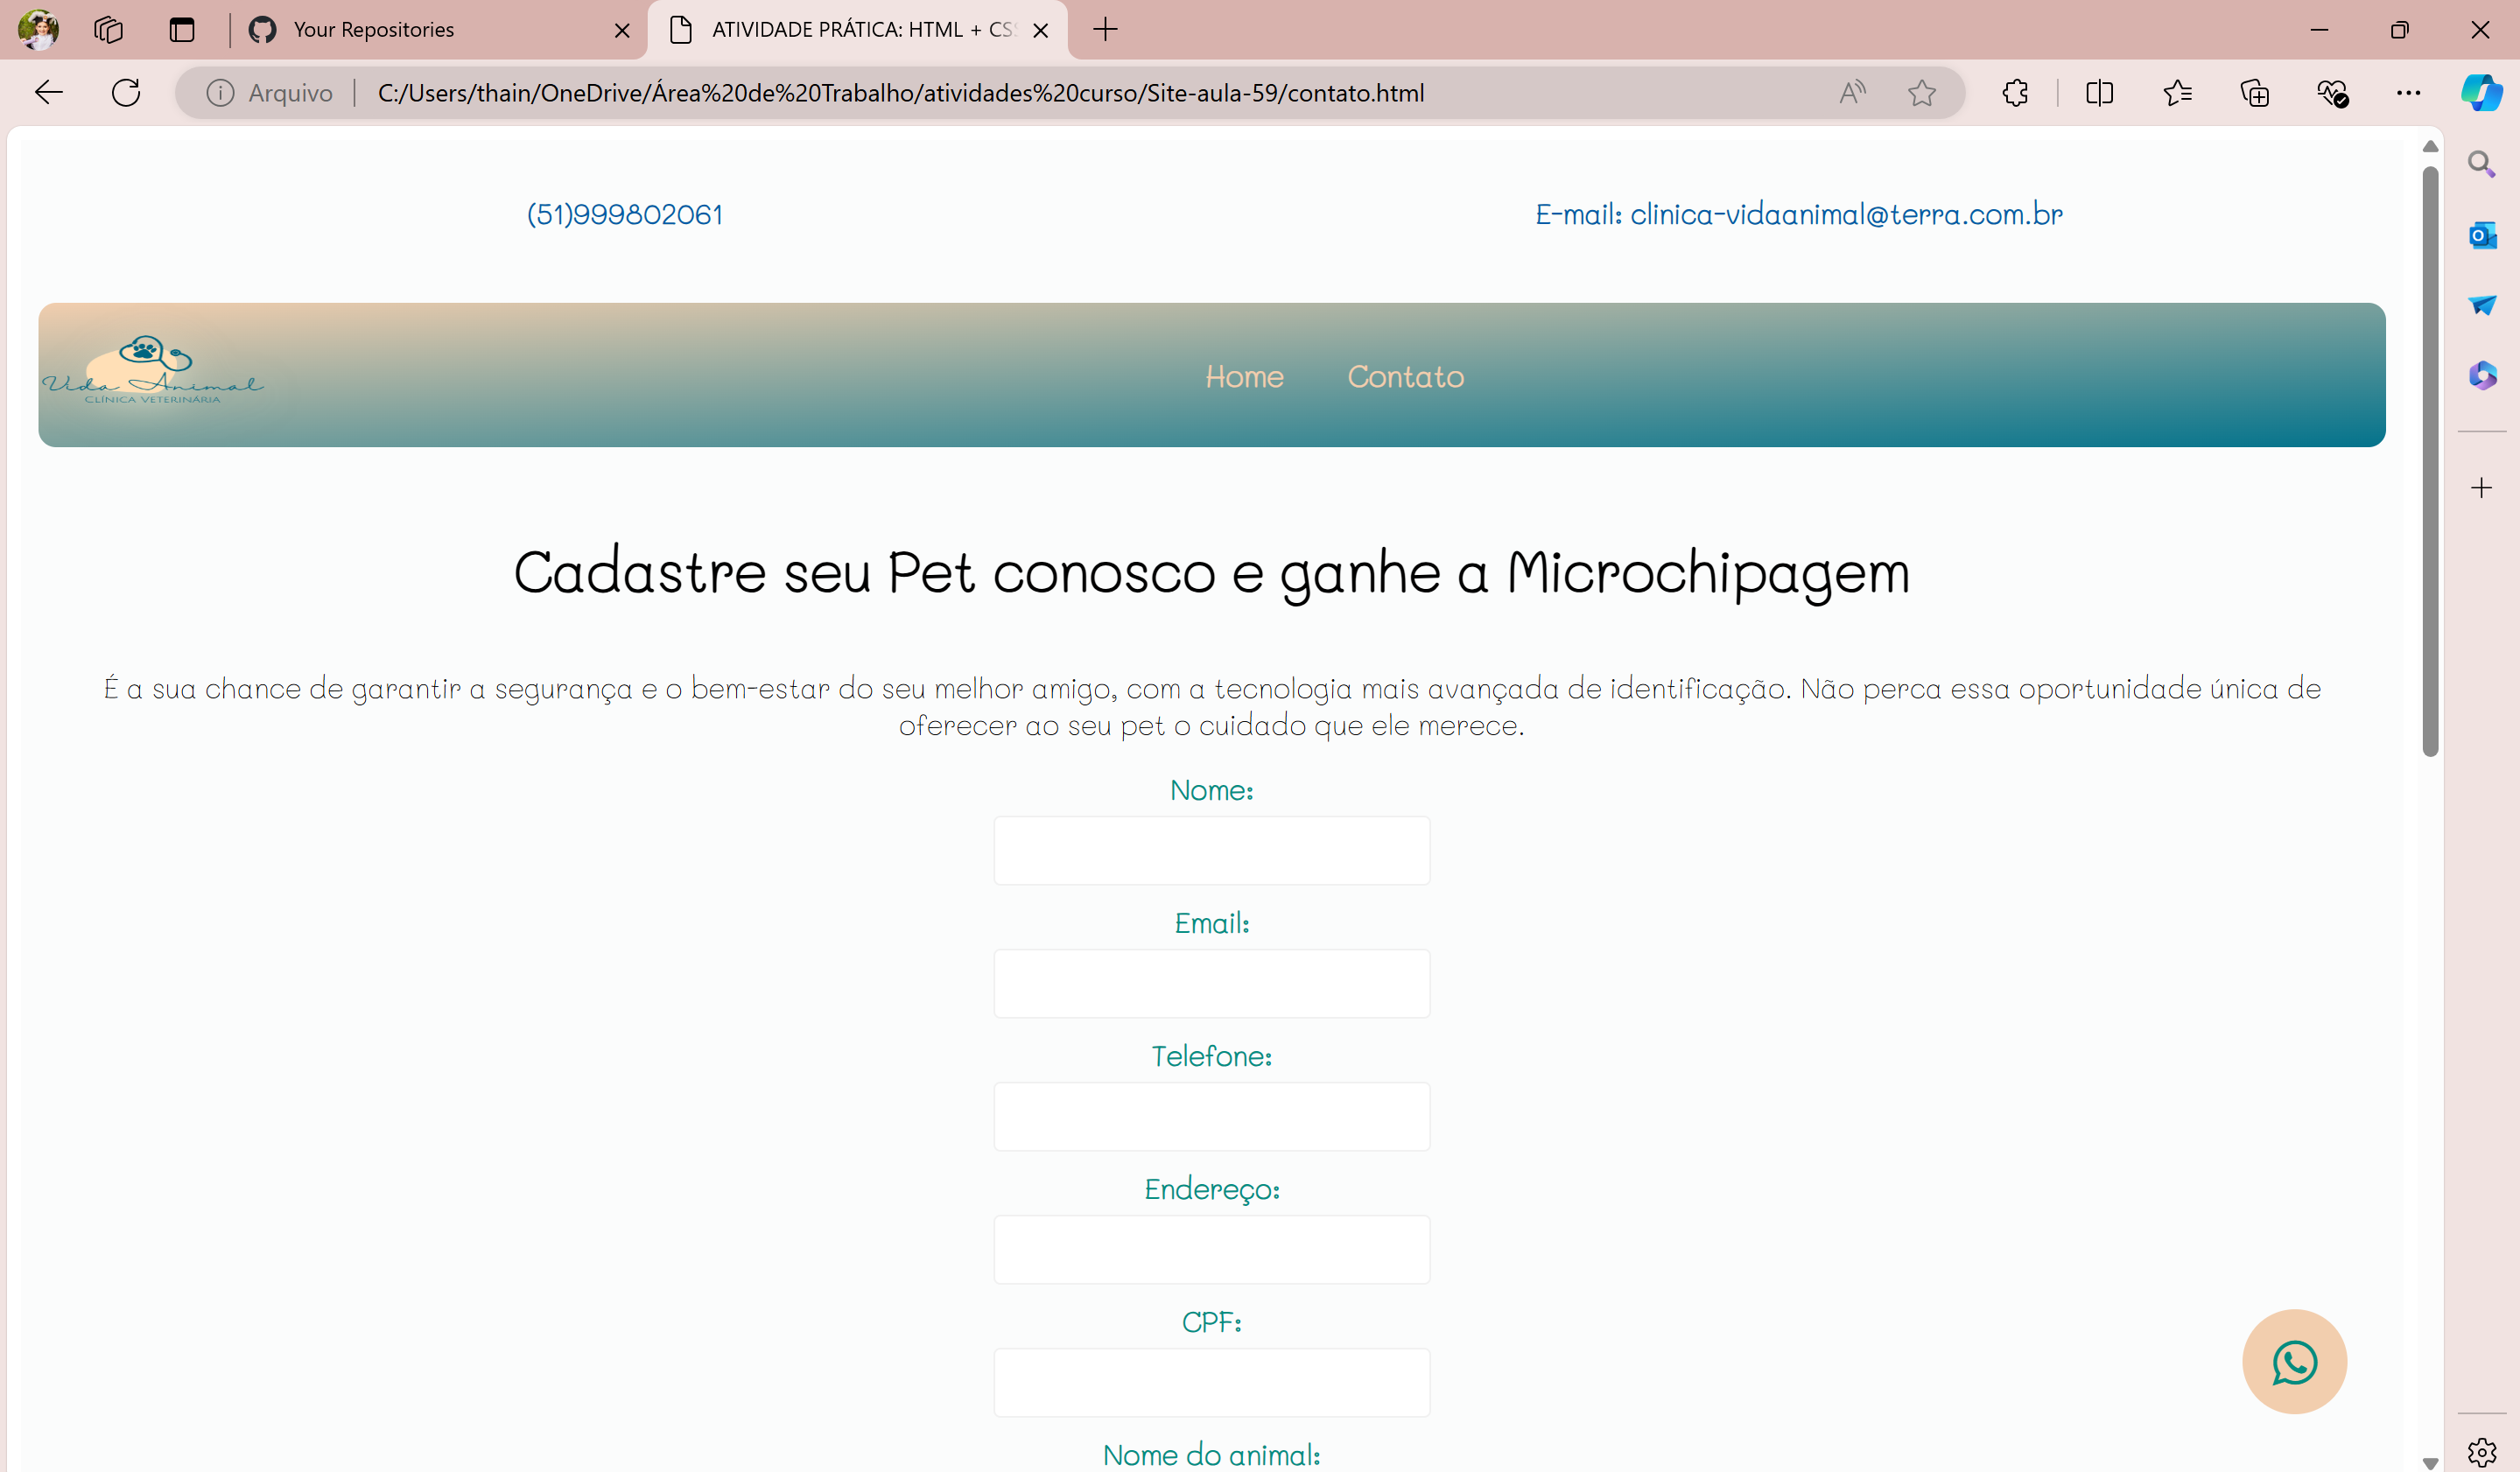 Your Repositories
ATIVIDADE PRÁTICA: HTML + CS
Arquivo
C:/Users/thain/OneDrive/Área%20de%20Trabalho/atividades%20curso/Site-aula-59/contato.html
(51)999802061
E-mail: clinica-vidaanimal@terra.com.br
Vida Animal
CLÍNICA VETERINÁRIA
Home
Contato
Cadastre seu Pet conosco e ganhe a Microchipagem
É a sua chance de garantir a segurança e o bem-estar do seu melhor amigo, com a tecnologia mais avançada de identificação. Não perca essa oportunidade única de
oferecer ao seu pet o cuidado que ele merece.
Nome:
Email:
Telefone:
Endereço:
CPF:
Nome do animal: